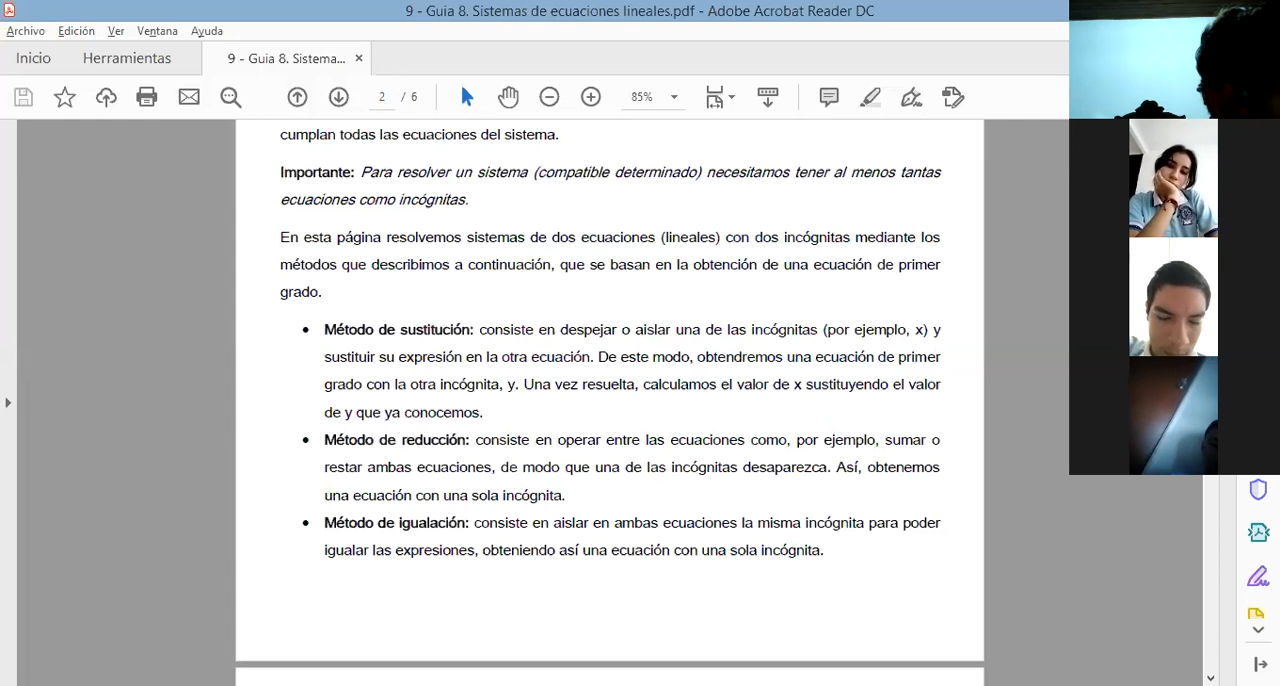 9 - Guia 8. Sistemas de ecuaciones lineales.pdf - Adobe Acrobat Reader DC
Archivo Edición Ver Ventana Ayuda
Inicio Herramientas 9 - Guia 8. Sistema... ×
2 / 6 85%
cumplan todas las ecuaciones del sistema.
Importante: Para resolver un sistema (compatible determinado) necesitamos tener al menos tantas
ecuaciones como incógnitas.
En esta página resolvemos sistemas de dos ecuaciones (lineales) con dos incógnitas mediante los
métodos que describimos a continuación, que se basan en la obtención de una ecuación de primer
grado.
• Método de sustitución: consiste en despejar o aislar una de las incógnitas (por ejemplo, x) y
sustituir su expresión en la otra ecuación. De este modo, obtendremos una ecuación de primer
grado con la otra incógnita, y. Una vez resuelta, calculamos el valor de x sustituyendo el valor
de y que ya conocemos.
• Método de reducción: consiste en operar entre las ecuaciones como, por ejemplo, sumar o
restar ambas ecuaciones, de modo que una de las incógnitas desaparezca. Así, obtenemos
una ecuación con una sola incógnita.
• Método de igualación: consiste en aislar en ambas ecuaciones la misma incógnita para poder
igualar las expresiones, obteniendo así una ecuación con una sola incógnita.